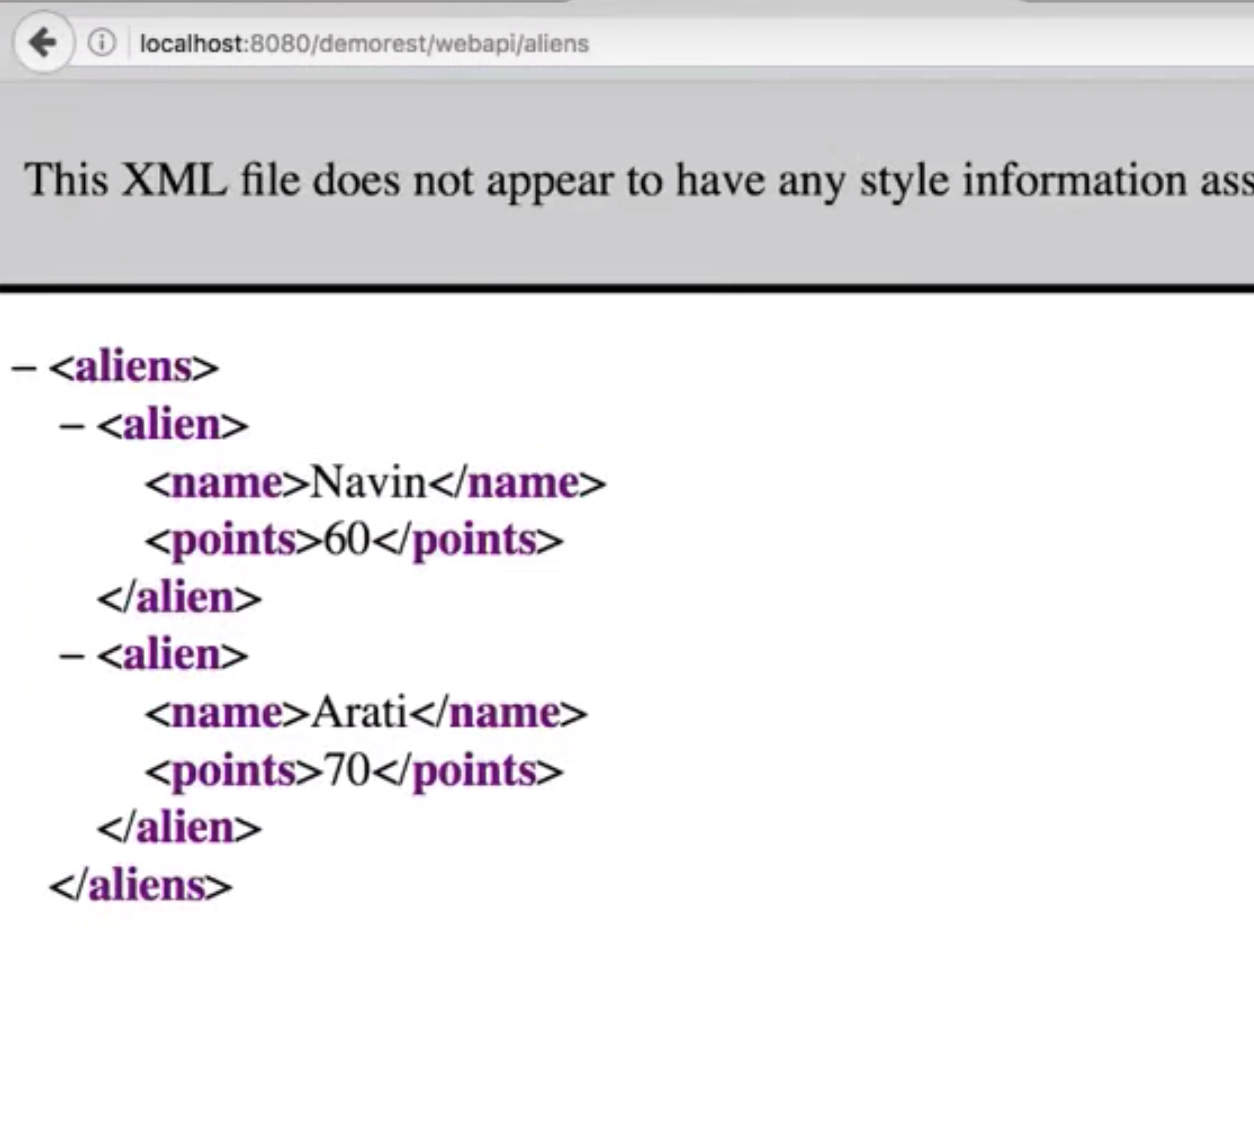 localhost:8080/demorest/webapi/aliens
This XML file does not appear to have any style information ass
– <aliens>
– <alien>
<name>Navin</name>
<points>60</points>
</alien>
– <alien>
<name>Arati</name>
<points>70</points>
</alien>
</aliens>